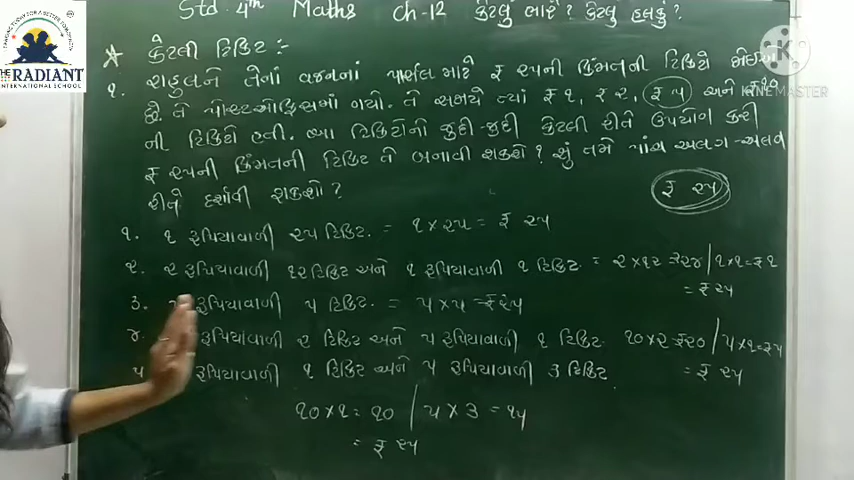 THE RADIANT
INTERNATIONAL SCHOOL
KINEMASTER
Std. 4th Maths Ch-12 કેટલું ભારે? કેટલું હલકું?
* કેટલી ટિકિટ :-
૧. રાહુલને તેનાં વજનનાં પાર્સલ માટે ₹ ૨૫ની કિંમતની ટિકિટો જોઈએ
છે. તે પોસ્ટઓફિસમાં ગયો. તે સમયે ત્યાં ₹ ૧, ₹ ૨, ₹ ૫ અને ₹ ૧૦
ની ટિકિટો હતી. ત્યા ટિકિટોનો જુદી-જુદી કેટલી રીતે ઉપયોગ કરી
₹ ૨૫ની કિંમતની ટિકિટ તે બનાવી શકશે? શું તમે પાંચ અલગ-અલગ
રીતે દર્શાવી શકશો?
₹ ૨૫
૧. ૧ રૂપિયાવાળી ૨૫ ટિકિટ. = ૧ × ૨૫ = ₹ ૨૫
૨. ૨ રૂપિયાવાળી ૧૨ ટિકિટ અને ૧ રૂપિયાવાળી ૧ ટિકિટ = ૨ × ૧૨ = ૨૪ / ૧ × ૧ = ₹ ૧
= ₹ ૨૫
૩. રૂપિયાવાળી ૫ ટિકિટ. = ૫ × ૫ = ₹ ૨૫
૪. રૂપિયાવાળી ૨ ટિકિટ અને ૫ રૂપિયાવાળી ૧ ટિકિટ ૧૦ × ૨ = ₹ ૨૦ / ૫ × ૧ = ₹ ૫
= ₹ ૨૫
૫ રૂપિયાવાળી ૧ ટિકિટ અને ૫ રૂપિયાવાળી ૩ ટિકિટ.
૧૦ × ૧ = ૧૦ / ૫ × ૩ = ૧૫
= ₹ ૨૫